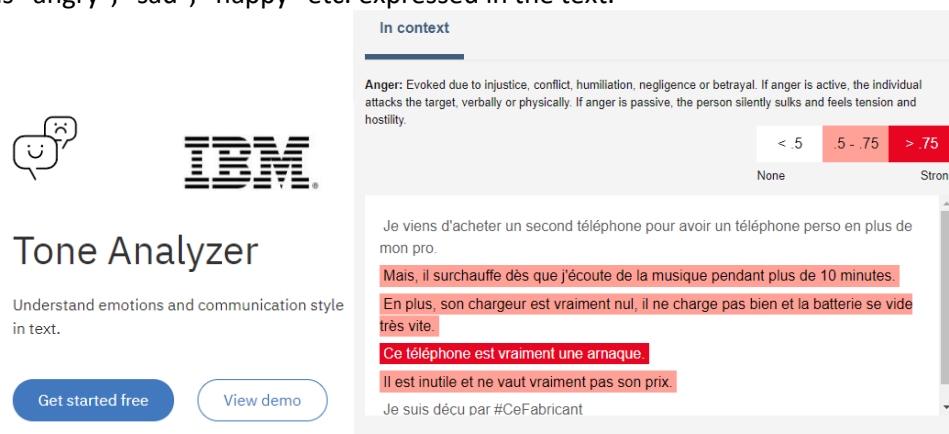 "angry", "sad", "happy" etc. expressed in the text.
In context
Anger: Evoked due to injustice, conflict, humiliation, negligence or betrayal. If anger is active, the individual
attacks the target, verbally or physically. If anger is passive, the person silently sulks and feels tension and
hostility.
< .5 .5 - .75 > .75
None Stron
IBM.
Tone Analyzer
Understand emotions and communication style
in text.
Get started free View demo
Je viens d'acheter un second téléphone pour avoir un téléphone perso en plus de
mon pro.
Mais, il surchauffe dès que j'écoute de la musique pendant plus de 10 minutes.
En plus, son chargeur est vraiment nul, il ne charge pas bien et la batterie se vide
très vite.
Ce téléphone est vraiment une arnaque.
Il est inutile et ne vaut vraiment pas son prix.
Je suis décu par #CeFabricant